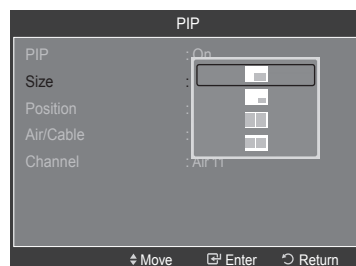 PIP
PIP : On
Size :
Position :
Air/Cable :
Channel : Air 11
Move Enter Return